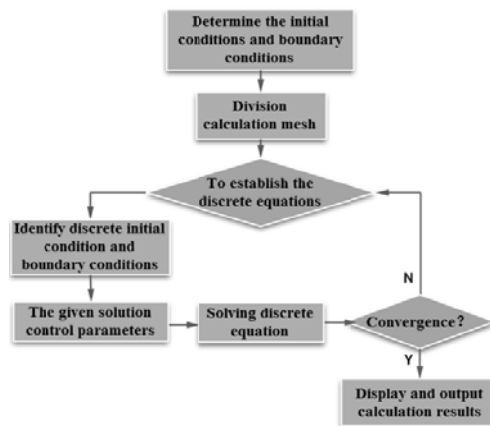 Determine the initial
conditions and boundary
conditions
Division
calculation mesh
To establish the
discrete equations
Identify discrete initial
condition and
boundary conditions
The given solution
control parameters
Solving discrete
equation
Convergence?
N
Y
Display and output
calculation results